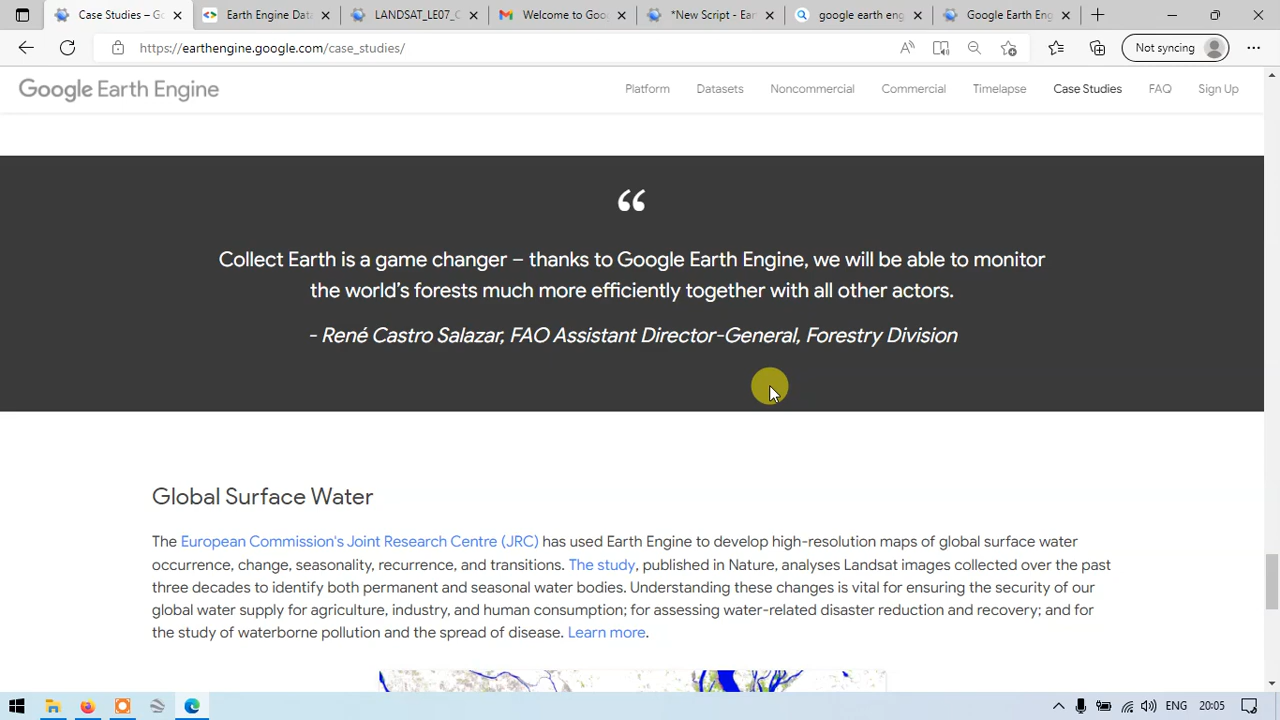 Case Studies – Go
Earth Engine Dat
LANDSAT_LE07_C
Welcome to Goo
*New Script - Ear
google earth eng
Google Earth Eng
https://earthengine.google.com/case_studies/
Not syncing
Google Earth Engine
Platform
Datasets
Noncommercial
Commercial
Timelapse
Case Studies
FAQ
Sign Up
“
Collect Earth is a game changer – thanks to Google Earth Engine, we will be able to monitor
the world’s forests much more efficiently together with all other actors.
- René Castro Salazar, FAO Assistant Director-General, Forestry Division
Global Surface Water
The European Commission's Joint Research Centre (JRC) has used Earth Engine to develop high-resolution maps of global surface water
occurrence, change, seasonality, recurrence, and transitions. The study, published in Nature, analyses Landsat images collected over the past
three decades to identify both permanent and seasonal water bodies. Understanding these changes is vital for ensuring the security of our
global water supply for agriculture, industry, and human consumption; for assessing water-related disaster reduction and recovery; and for
the study of waterborne pollution and the spread of disease. Learn more.
ENG
20:05